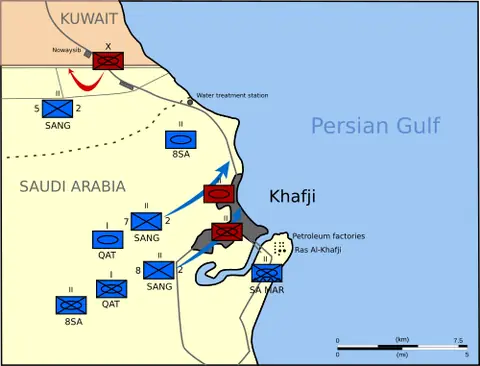 KUWAIT
Nowaysib
X
Water treatment station
II
5 2
SANG
II
8SA
Persian Gulf
SAUDI ARABIA
II
Khafji
II
7 2
SANG
II
I
QAT
Petroleum factories
Ras Al-Khafji
II
8 2
SANG
II
SA MAR
I
QAT
II
8SA
0 (km) 7.5
0 (mi) 5